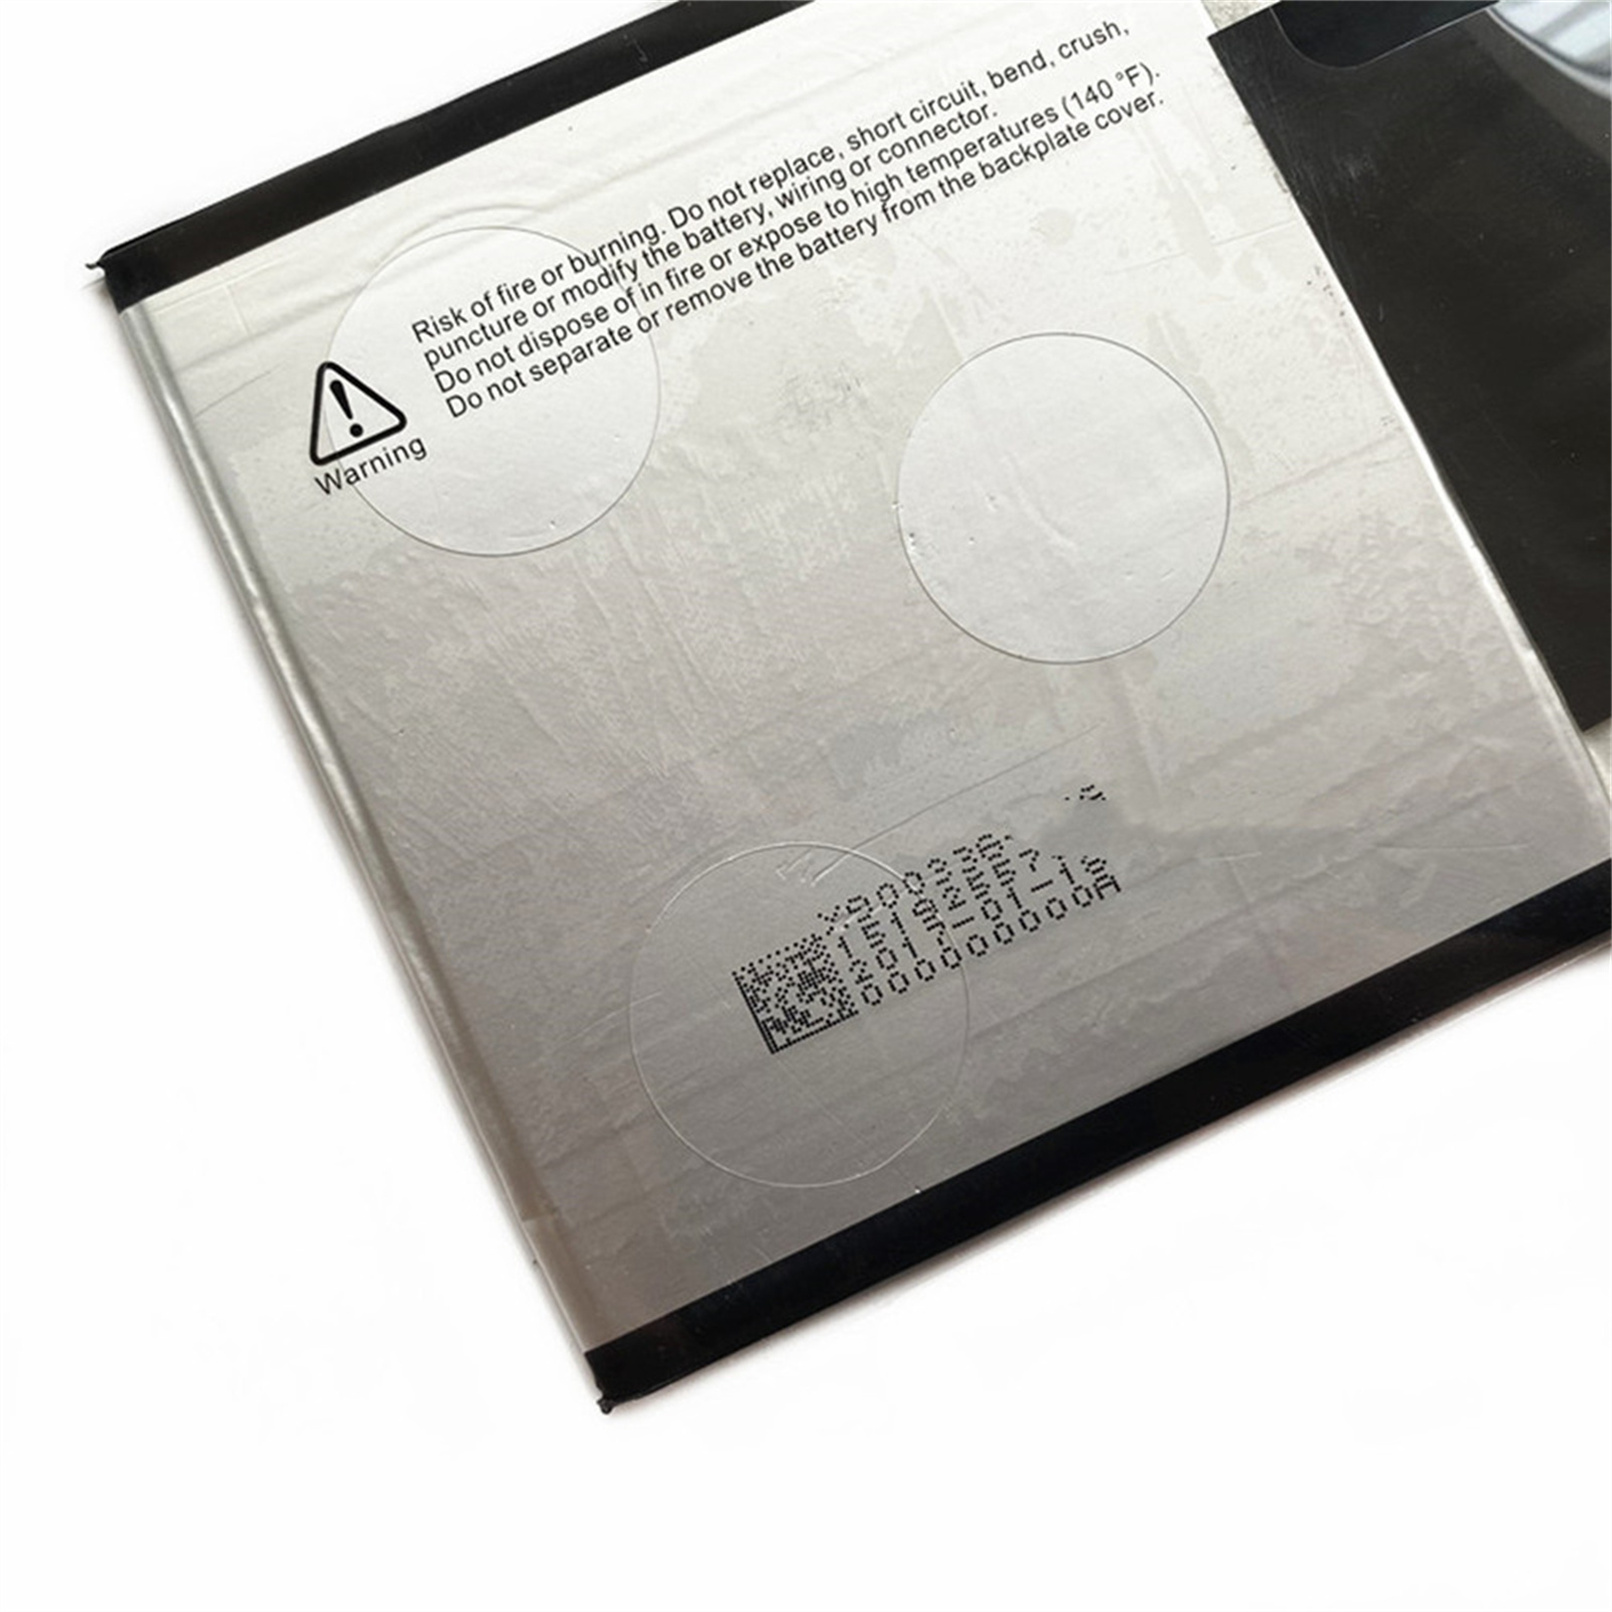 Risk of fire or burning. Do not replace, short circuit, bend, crush,
puncture or modify the battery, wiring or connector.
Do not dispose of in fire or expose to high temperatures (140 °F).
Do not separate or remove the battery from the backplate cover.
Warning
000000000A